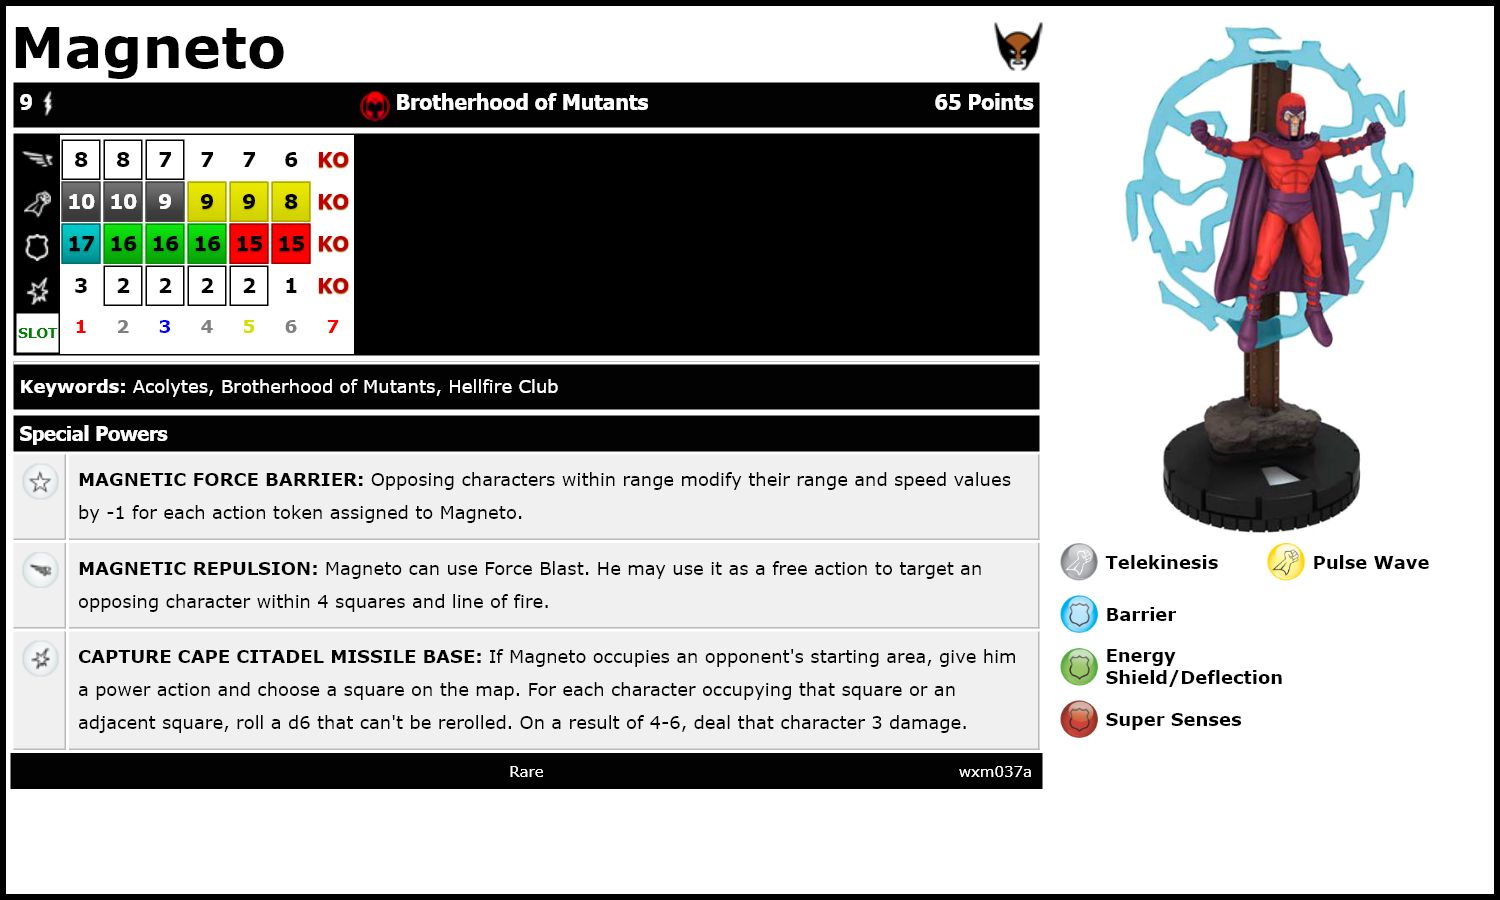 Magneto
9 Brotherhood of Mutants 65 Points
8 8 7 7 7 6 KO
10 10 9 9 9 8 KO
17 16 16 16 15 15 KO
3 2 2 2 2 1 KO
SLOT 1 2 3 4 5 6 7
Keywords: Acolytes, Brotherhood of Mutants, Hellfire Club
Special Powers
MAGNETIC FORCE BARRIER: Opposing characters within range modify their range and speed values
by -1 for each action token assigned to Magneto.
MAGNETIC REPULSION: Magneto can use Force Blast. He may use it as a free action to target an
opposing character within 4 squares and line of fire.
CAPTURE CAPE CITADEL MISSILE BASE: If Magneto occupies an opponent's starting area, give him
a power action and choose a square on the map. For each character occupying that square or an
adjacent square, roll a d6 that can't be rerolled. On a result of 4-6, deal that character 3 damage.
Rare wxm037a
Telekinesis Pulse Wave
Barrier
Energy
Shield/Deflection
Super Senses